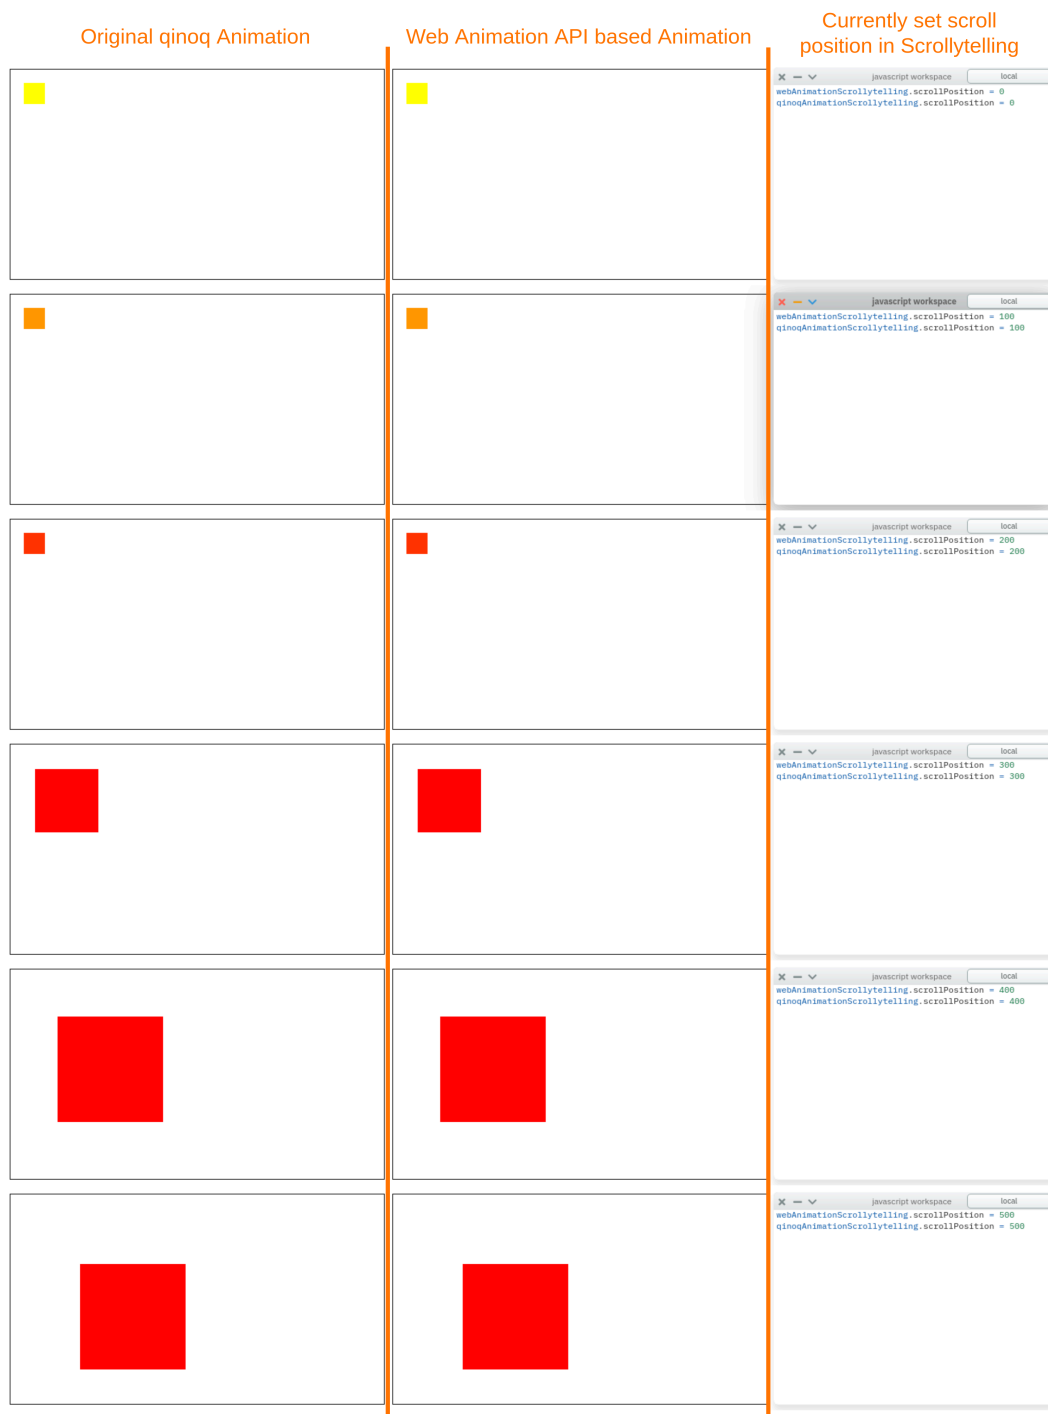 Original qinoq Animation
Web Animation API based Animation
Currently set scroll
position in Scrollytelling
javascript workspace
local
webAnimationScrollytelling.scrollPosition = 0
qinoqAnimationScrollytelling.scrollPosition = 0
javascript workspace
local
webAnimationScrollytelling.scrollPosition = 100
qinoqAnimationScrollytelling.scrollPosition = 100
javascript workspace
local
webAnimationScrollytelling.scrollPosition = 200
qinoqAnimationScrollytelling.scrollPosition = 200
javascript workspace
local
webAnimationScrollytelling.scrollPosition = 300
qinoqAnimationScrollytelling.scrollPosition = 300
javascript workspace
local
webAnimationScrollytelling.scrollPosition = 400
qinoqAnimationScrollytelling.scrollPosition = 400
javascript workspace
local
webAnimationScrollytelling.scrollPosition = 500
qinoqAnimationScrollytelling.scrollPosition = 500